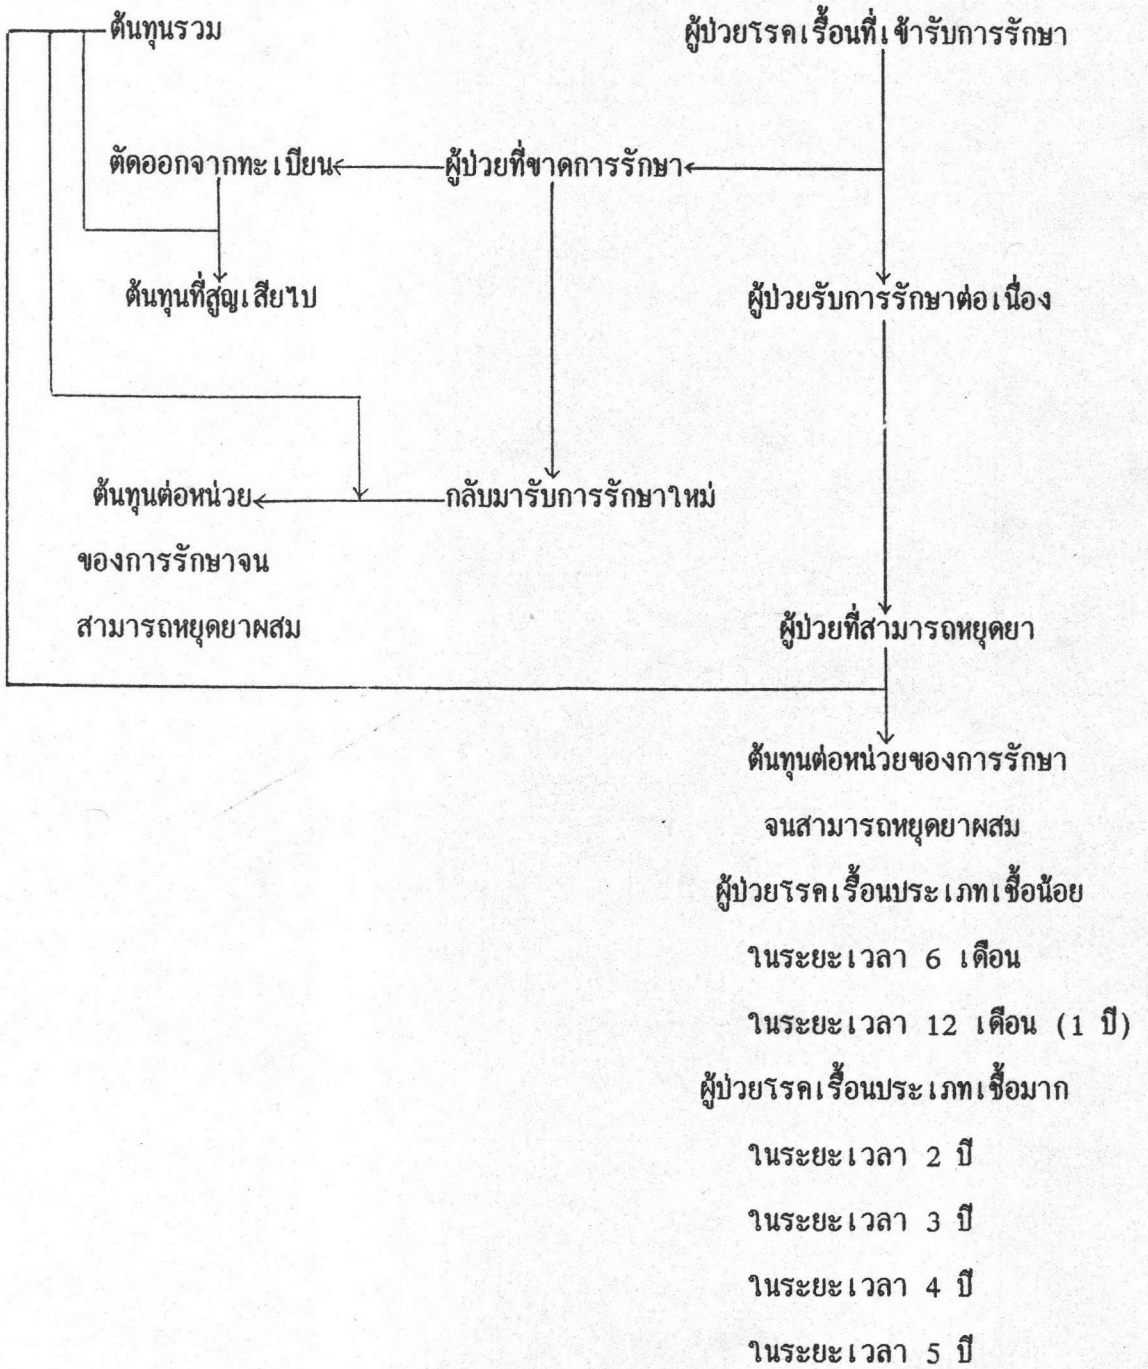 ต้นทุนรวม
ผู้ป่วยโรคเรื้อนที่เข้ารับการรักษา
ตัดออกจากทะเบียน
ผู้ป่วยที่ขาดการรักษา
ต้นทุนที่สูญเสียไป
ผู้ป่วยรับการรักษาต่อเนื่อง
ต้นทุนต่อหน่วย
ของการรักษาจน
สามารถหยุดยาผสม
กลับมารับการรักษาใหม่
ผู้ป่วยที่สามารถหยุดยา
ต้นทุนต่อหน่วยของการรักษา
จนสามารถหยุดยาผสม
ผู้ป่วยโรคเรื้อนประเภทเชื้อน้อย
ในระยะเวลา 6 เดือน
ในระยะเวลา 12 เดือน (1 ปี)
ผู้ป่วยโรคเรื้อนประเภทเชื้อมาก
ในระยะเวลา 2 ปี
ในระยะเวลา 3 ปี
ในระยะเวลา 4 ปี
ในระยะเวลา 5 ปี